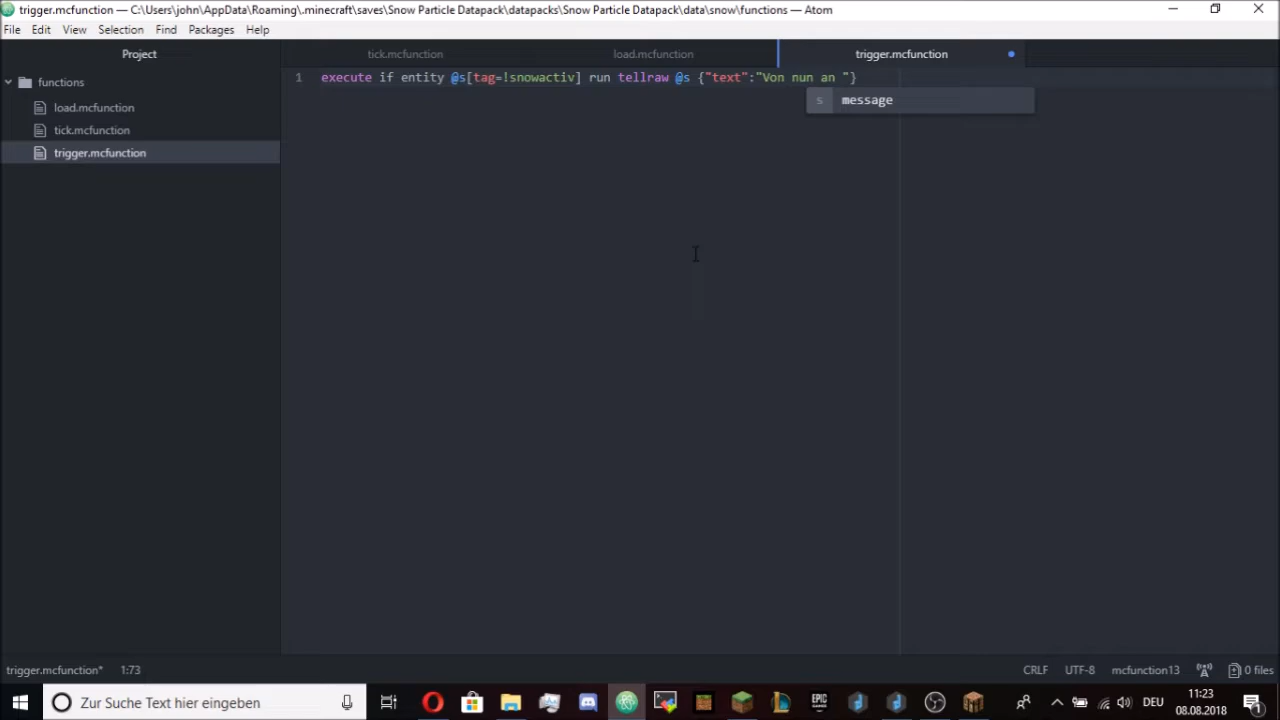 trigger.mcfunction — C:\Users\john\AppData\Roaming\.minecraft\saves\Snow Particle Datapack\datapacks\Snow Particle Datapack\data\snow\functions — Atom
File Edit View Selection Find Packages Help
Project
tick.mcfunction
load.mcfunction
trigger.mcfunction
1 execute if entity @s[tag=!snowactiv] run tellraw @s {"text":"Von nun an "}
functions
s message
load.mcfunction
tick.mcfunction
trigger.mcfunction
trigger.mcfunction* 1:73
CRLF UTF-8 mcfunction13 0 files
Zur Suche Text hier eingeben
EPIC GAMES
DEU
11:23
08.08.2018
1